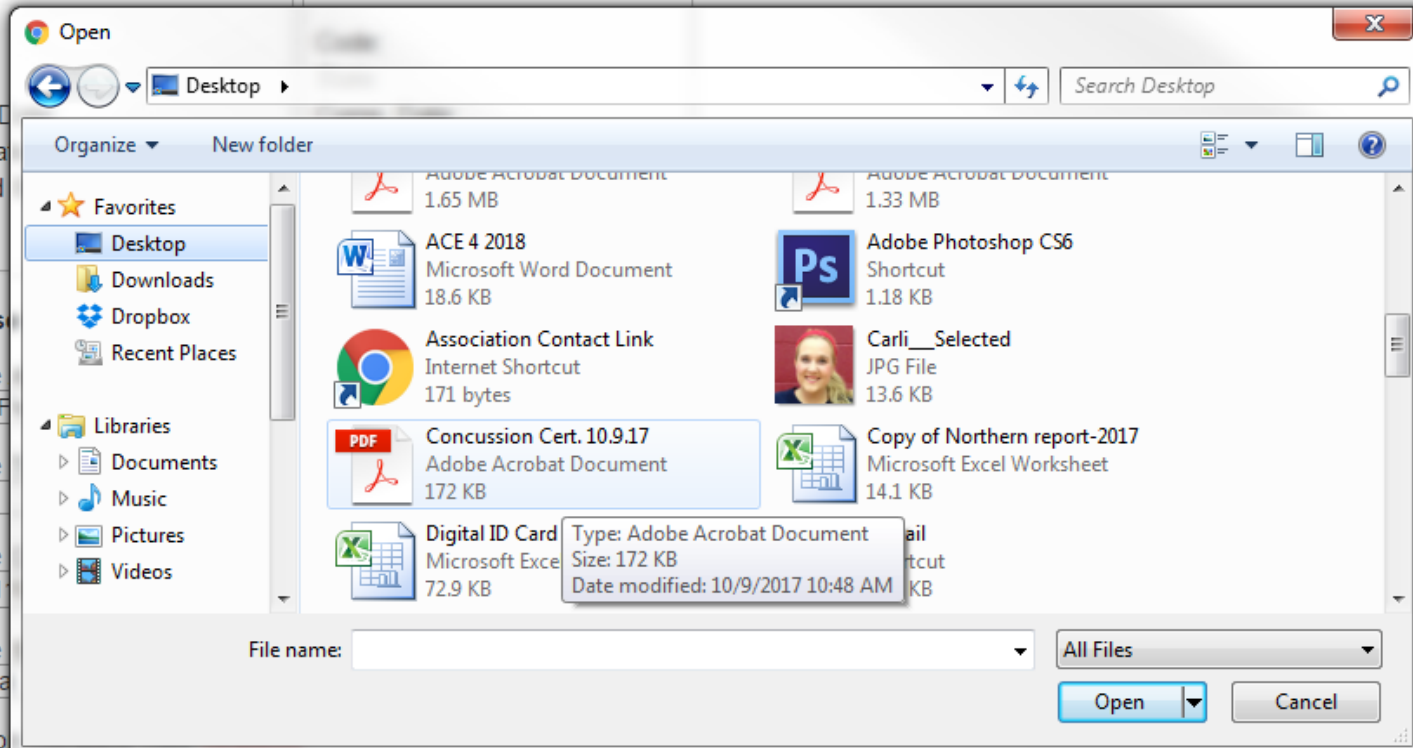 Open
Desktop
Search Desktop
Organize
New folder
Favorites
Desktop
Downloads
Dropbox
Recent Places
Libraries
Documents
Music
Pictures
Videos
Adobe Acrobat Document
1.65 MB
Adobe Acrobat Document
1.33 MB
W
ACE 4 2018
Microsoft Word Document
18.6 KB
Ps
Adobe Photoshop CS6
Shortcut
1.18 KB
Association Contact Link
Internet Shortcut
171 bytes
Carli__Selected
JPG File
13.6 KB
PDF
Concussion Cert. 10.9.17
Adobe Acrobat Document
172 KB
Copy of Northern report-2017
Microsoft Excel Worksheet
14.1 KB
Digital ID Card
Microsoft Exce
72.9 KB
Type: Adobe Acrobat Document
Size: 172 KB
Date modified: 10/9/2017 10:48 AM
ail
rtcut
KB
File name:
All Files
Open
Cancel